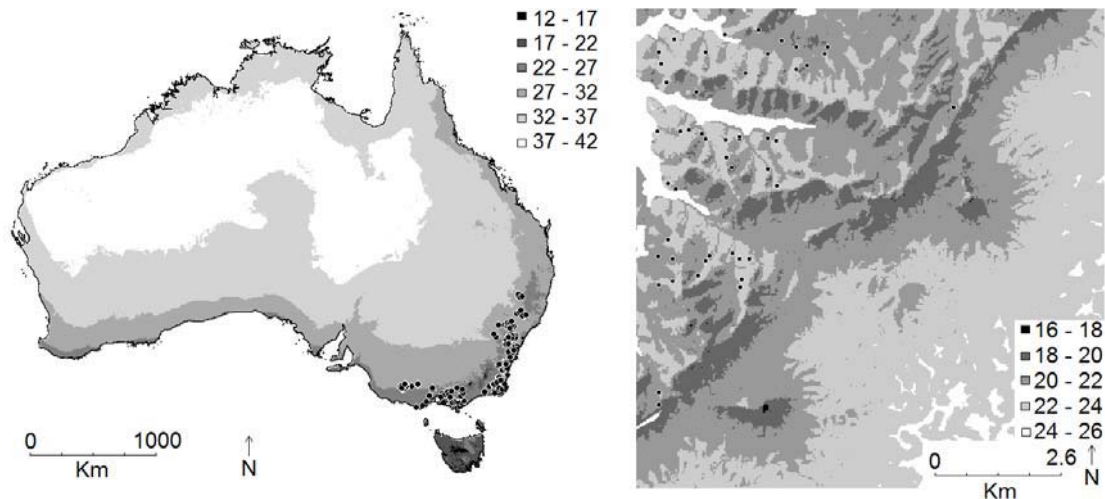 12 - 17
17 - 22
22 - 27
27 - 32
32 - 37
37 - 42
0 1000
Km
N
16 - 18
18 - 20
20 - 22
22 - 24
24 - 26
0 2.6
Km
N